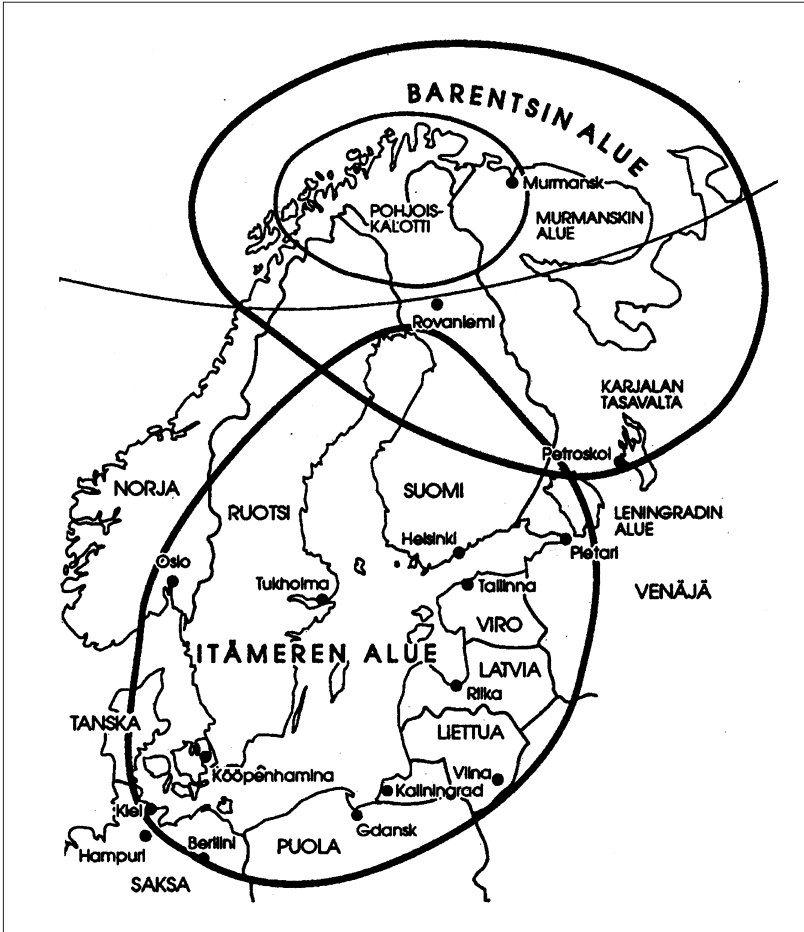 BARENTSIN ALUE
Murmansk
POHJOIS-
KALOTTI
MURMANSKIN
ALUE
Rovaniemi
KARJALAN
TASAVALTA
Petroskoi
NORJA
RUOTSI
SUOMI
LENINGRADIN
ALUE
Helsinki
Pietari
Oslo
Tukholma
Tallinna
VENÄJÄ
VIRO
ITÄMEREN ALUE
LATVIA
Riika
TANSKA
LIETTUA
Kööpenhamina
Vilna
Kaliningrad
Kiel
Gdansk
Hampuri
Berliini
PUOLA
SAKSA